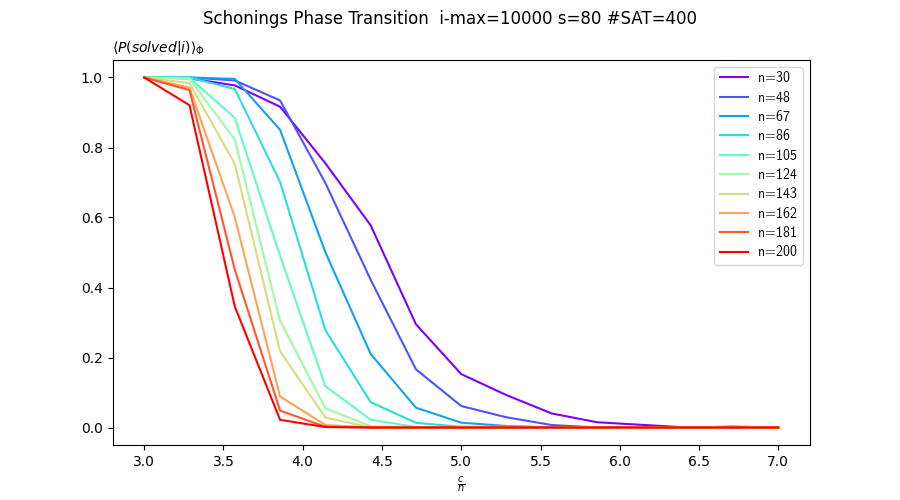 Schonings Phase Transition  i-max=10000 s=80 #SAT=400
⟨P(solved|i)⟩Φ
1.0
0.8
0.6
0.4
0.2
0.0
n=30
n=48
n=67
n=86
n=105
n=124
n=143
n=162
n=181
n=200
3.0 3.5 4.0 4.5 5.0 5.5 6.0 6.5 7.0
c/n